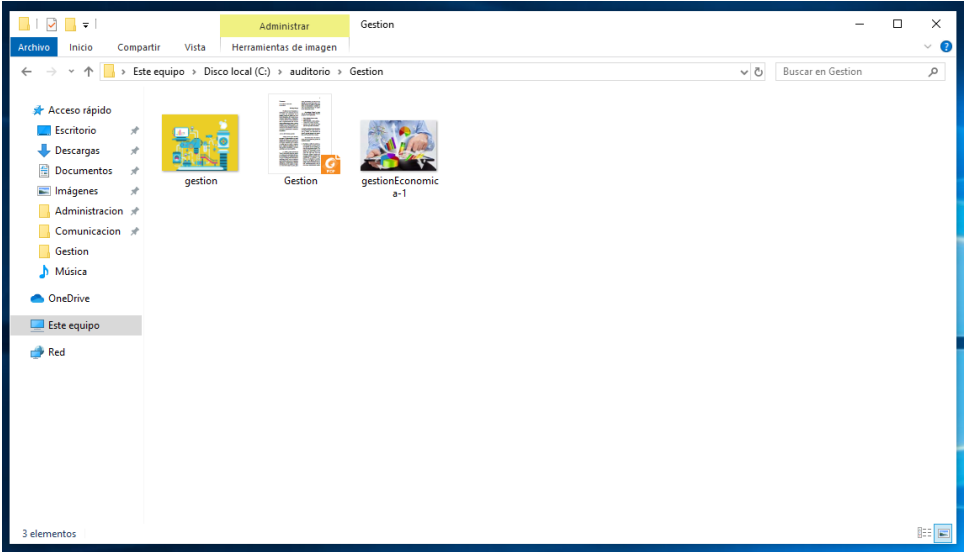 Administrar
Gestion
Archivo
Inicio
Compartir
Vista
Herramientas de imagen
Este equipo > Disco local (C:) > auditorio > Gestion
Buscar en Gestion
Acceso rápido
Escritorio
Descargas
Documentos
Imágenes
Administracion
Comunicacion
Gestion
Música
OneDrive
Este equipo
Red
gestion
PDF
Gestion
gestionEconomic
a-1
3 elementos